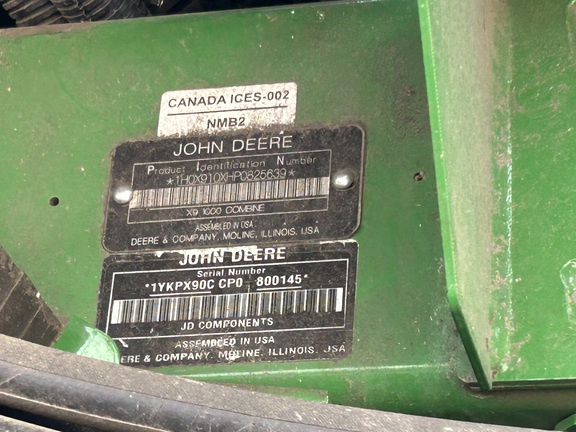 CANADA ICES-002
NMB2
JOHN DEERE
Product Identification Number
*1H0X910XHP0825639*
X9 1000 COMBINE
ASSEMBLED IN USA
DEERE & COMPANY, MOLINE, ILLINOIS, USA
JOHN DEERE
Serial Number
*1YKPX90C CP0 800145*
JD COMPONENTS
ASSEMBLED IN USA
DEERE & COMPANY, MOLINE, ILLINOIS, USA